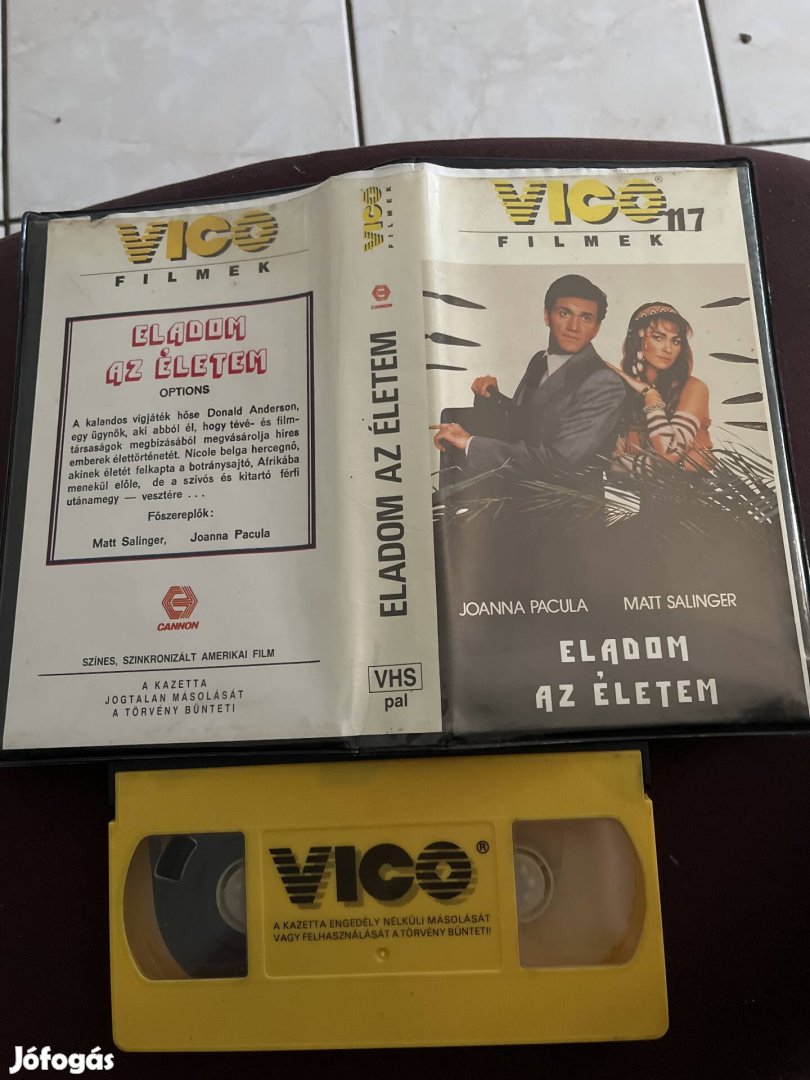 VICO
FILMEK
ELADOM
AZ ÉLETEM
OPTIONS
A kalandos vígjáték hőse Donald Anderson,
egy ügynök, aki abból él, hogy tévé- és film-
társaságok megbízásából megvásárolja híres
emberek élettörténetét. Nicole belga hercegnő,
akinek életét felkapta a botránysajtó, Afrikába
menekül előle, de a szívós és kitartó férfi
utánamegy — vesztére . . .
Főszereplők:
Matt Salinger, Joanna Pacula
CANNON
SZÍNES, SZINKRONIZÁLT AMERIKAI FILM
A KAZETTA
JOGTALAN MÁSOLÁSÁT
A TÖRVÉNY BÜNTETI
VICO
FILMEK
CANNON
ELADOM AZ ÉLETEM
VHS
pal
VICO®
117
FILMEK
JOANNA PACULA MATT SALINGER
ELADOM
AZ ÉLETEM
VICO®
A KAZETTA ENGEDÉLY NÉLKÜLI MÁSOLÁSÁT
VAGY FELHASZNÁLÁSÁT A TÖRVÉNY BÜNTETI!
Jófogás